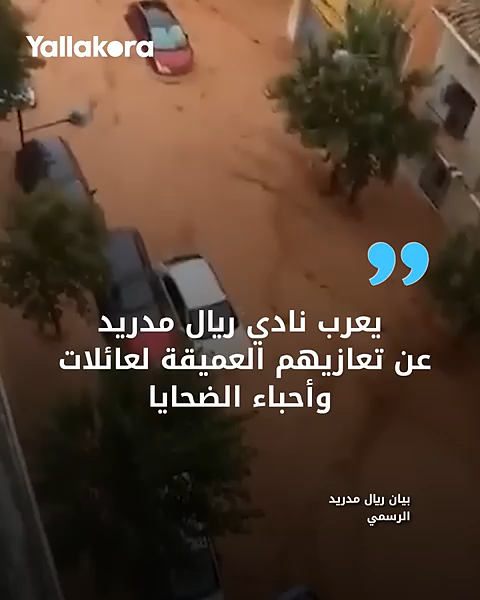 Yallakora
يعرب نادي ريال مدريد
عن تعازيهم العميقة لعائلات
وأحباء الضحايا
بيان ريال مدريد
الرسمي